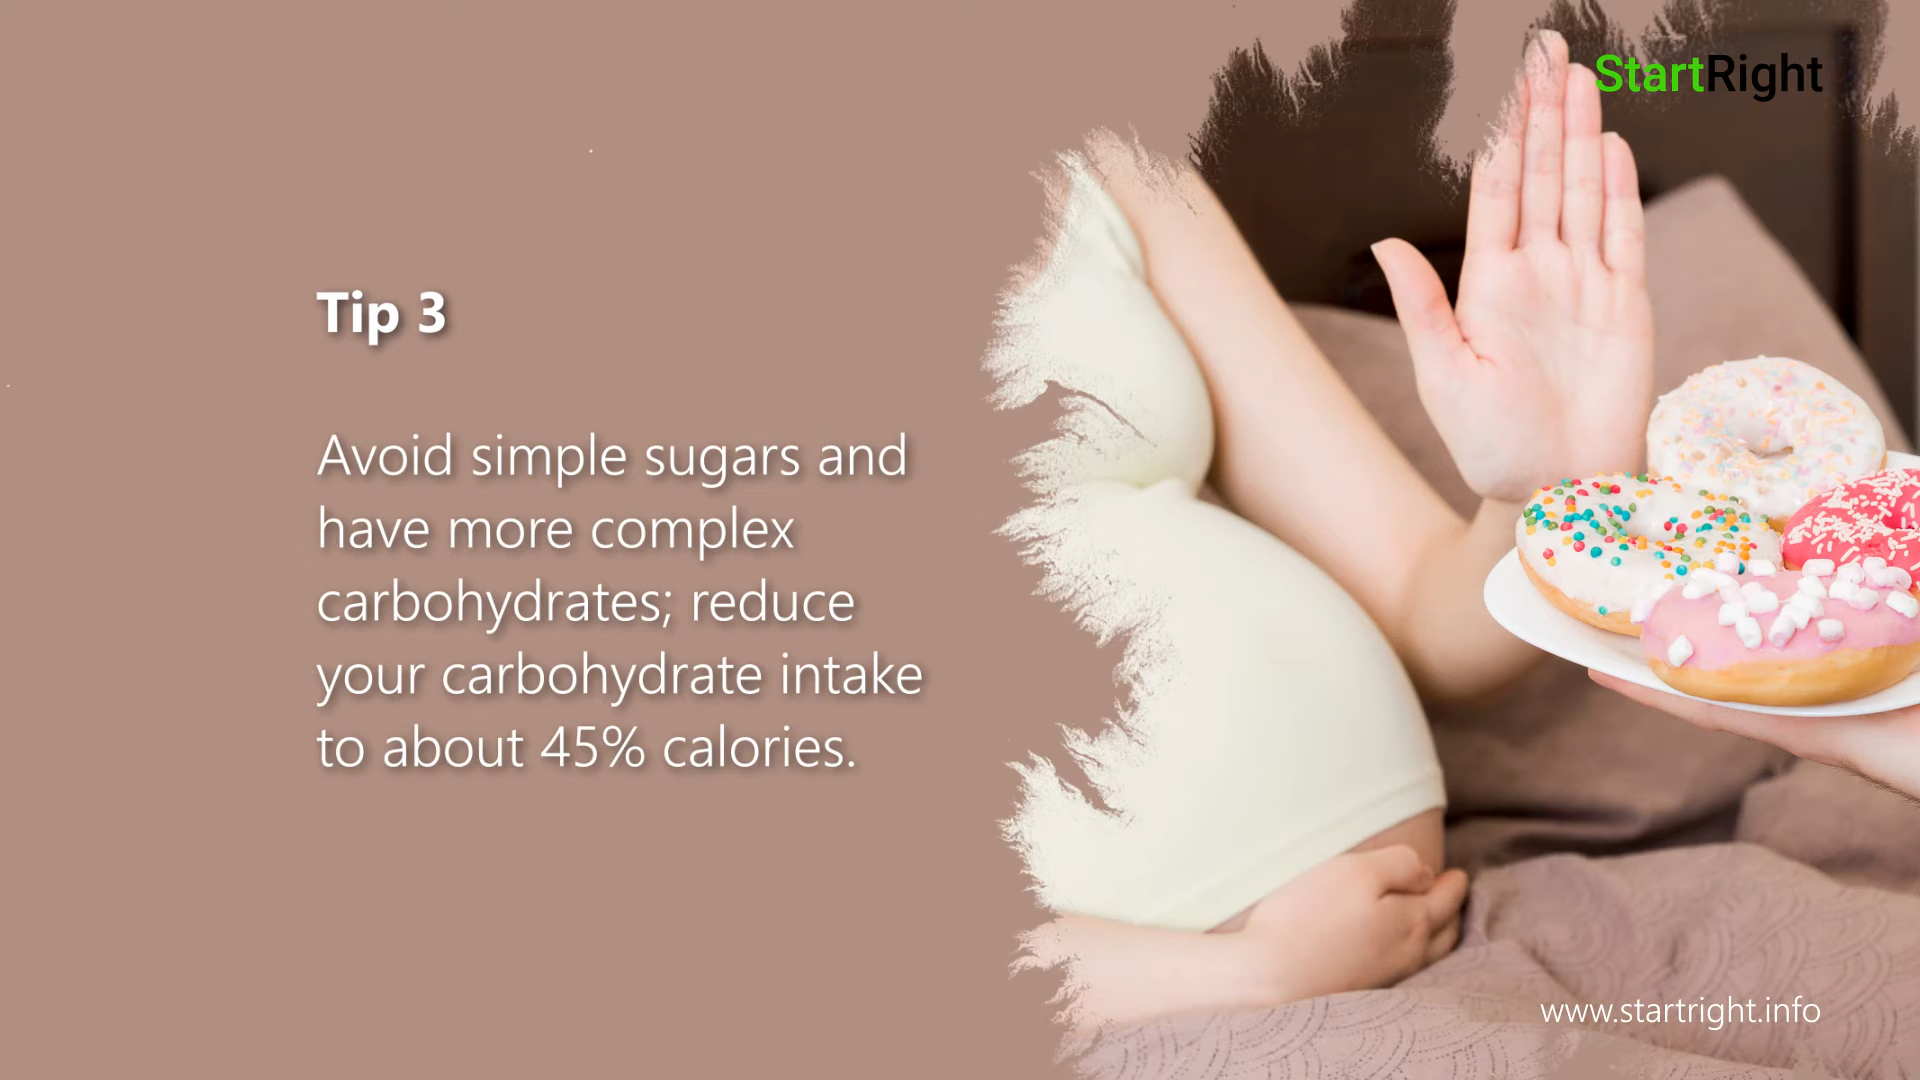 StartRight
Tip 3
Avoid simple sugars and
have more complex
carbohydrates; reduce
your carbohydrate intake
to about 45% calories.
www.startright.info